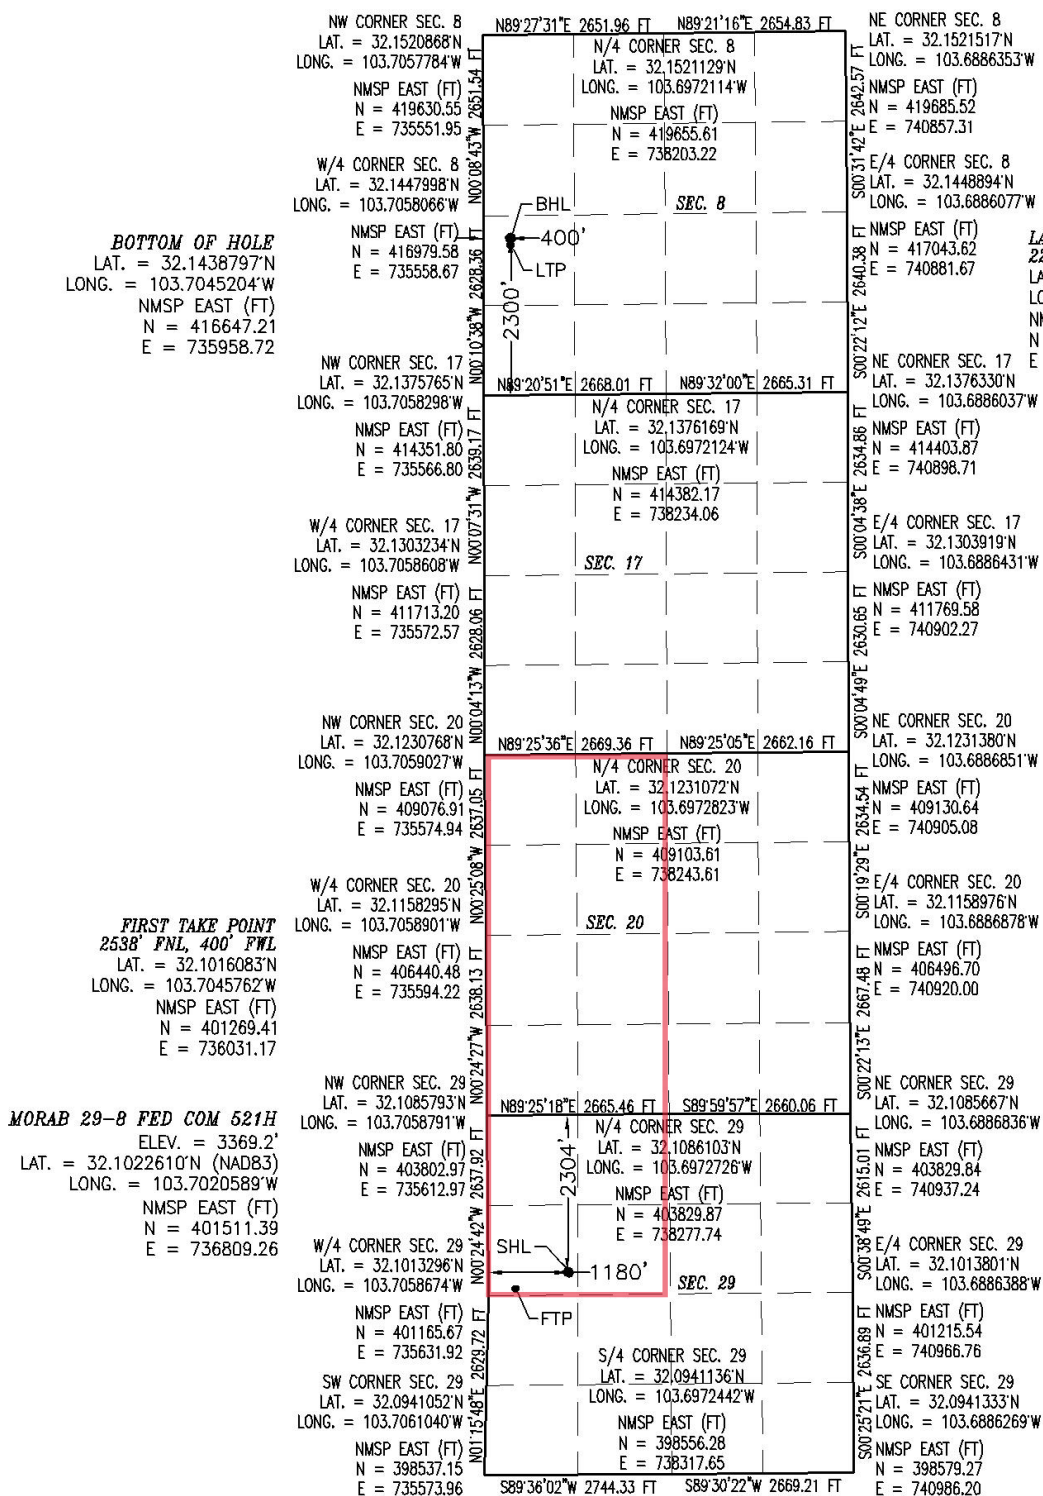 N89°27'31"E 2651.96 FT N89°21'16"E 2654.83 FT
NW CORNER SEC. 8
LAT. = 32.1520868°N
LONG. = 103.7057784°W
NMSP EAST (FT)
N = 419630.55
E = 735551.95
N/4 CORNER SEC. 8
LAT. = 32.1521129°N
LONG. = 103.6972114°W
NMSP EAST (FT)
N = 419655.61
E = 738203.22
NE CORNER SEC. 8
LAT. = 32.1521517°N
LONG. = 103.6886353°W
NMSP EAST (FT)
N = 419685.52
E = 740857.31
N00°08'43"W 2651.54 FT
S00°31'42"E 2642.57 FT
W/4 CORNER SEC. 8
LAT. = 32.1447998°N
LONG. = 103.7058066°W
NMSP EAST (FT)
N = 416979.58
E = 735558.67
SEC. 8
E/4 CORNER SEC. 8
LAT. = 32.1448894°N
LONG. = 103.6886077°W
NMSP EAST (FT)
N = 417043.62
E = 740881.67
BHL
400'
LTP
2300'
BOTTOM OF HOLE
LAT. = 32.1438797°N
LONG. = 103.7045204°W
NMSP EAST (FT)
N = 416647.21
E = 735958.72
LA
22
LA
LO
NM
N
E
N00°10'38"W 2628.36 FT
S00°22'12"E 2640.38 FT
N89°20'51"E 2668.01 FT N89°32'00"E 2665.31 FT
NW CORNER SEC. 17
LAT. = 32.1375765°N
LONG. = 103.7058298°W
NMSP EAST (FT)
N = 414351.80
E = 735566.80
N/4 CORNER SEC. 17
LAT. = 32.1376169°N
LONG. = 103.6972124°W
NMSP EAST (FT)
N = 414382.17
E = 738234.06
NE CORNER SEC. 17
LAT. = 32.1376330°N
LONG. = 103.6886037°W
NMSP EAST (FT)
N = 414403.87
E = 740898.71
N00°07'31"W 2639.17 FT
S00°04'38"E 2634.86 FT
W/4 CORNER SEC. 17
LAT. = 32.1303234°N
LONG. = 103.7058608°W
NMSP EAST (FT)
N = 411713.20
E = 735572.57
SEC. 17
E/4 CORNER SEC. 17
LAT. = 32.1303919°N
LONG. = 103.6886431°W
NMSP EAST (FT)
N = 411769.58
E = 740902.27
N00°04'13"W 2628.06 FT
S00°04'49"E 2630.65 FT
N89°25'36"E 2669.36 FT N89°25'05"E 2662.16 FT
NW CORNER SEC. 20
LAT. = 32.1230768°N
LONG. = 103.7059027°W
NMSP EAST (FT)
N = 409076.91
E = 735574.94
N/4 CORNER SEC. 20
LAT. = 32.1231072°N
LONG. = 103.6972823°W
NMSP EAST (FT)
N = 409103.61
E = 738243.61
NE CORNER SEC. 20
LAT. = 32.1231380°N
LONG. = 103.6886851°W
NMSP EAST (FT)
N = 409130.64
E = 740905.08
N00°25'08"W 2637.05 FT
S00°19'29"E 2634.54 FT
W/4 CORNER SEC. 20
LAT. = 32.1158295°N
LONG. = 103.7058901°W
NMSP EAST (FT)
N = 406440.48
E = 735594.22
SEC. 20
E/4 CORNER SEC. 20
LAT. = 32.1158976°N
LONG. = 103.6886878°W
NMSP EAST (FT)
N = 406496.70
E = 740920.00
FIRST TAKE POINT
2538' FNL, 400' FWL
LAT. = 32.1016083°N
LONG. = 103.7045762°W
NMSP EAST (FT)
N = 401269.41
E = 736031.17
N00°24'27"W 2638.13 FT
S00°22'13"E 2667.48 FT
N89°25'18"E 2665.46 FT S89°59'57"E 2660.06 FT
NW CORNER SEC. 29
LAT. = 32.1085793°N
LONG. = 103.7058791°W
NMSP EAST (FT)
N = 403802.97
E = 735612.97
N/4 CORNER SEC. 29
LAT. = 32.1086103°N
LONG. = 103.6972726°W
NMSP EAST (FT)
N = 403829.87
E = 738277.74
NE CORNER SEC. 29
LAT. = 32.1085667°N
LONG. = 103.6886836°W
NMSP EAST (FT)
N = 403829.84
E = 740937.24
MORAB 29-8 FED COM 521H
ELEV. = 3369.2'
LAT. = 32.1022610°N (NAD83)
LONG. = 103.7020589°W
NMSP EAST (FT)
N = 401511.39
E = 736809.26
N00°24'42"W 2637.92 FT
2304'
S00°38'49"E 2615.01 FT
SHL
1180'
FTP
SEC. 29
W/4 CORNER SEC. 29
LAT. = 32.1013296°N
LONG. = 103.7058674°W
NMSP EAST (FT)
N = 401165.67
E = 735631.92
E/4 CORNER SEC. 29
LAT. = 32.1013801°N
LONG. = 103.6886388°W
NMSP EAST (FT)
N = 401215.54
E = 740966.76
N01°15'48"E 2629.72 FT
S00°25'21"E 2636.89 FT
SW CORNER SEC. 29
LAT. = 32.0941052°N
LONG. = 103.7061040°W
NMSP EAST (FT)
N = 398537.15
E = 735573.96
S/4 CORNER SEC. 29
LAT. = 32.0941136°N
LONG. = 103.6972442°W
NMSP EAST (FT)
N = 398556.28
E = 738317.65
SE CORNER SEC. 29
LAT. = 32.0941333°N
LONG. = 103.6886269°W
NMSP EAST (FT)
N = 398579.27
E = 740986.20
S89°36'02"W 2744.33 FT S89°30'22"W 2669.21 FT